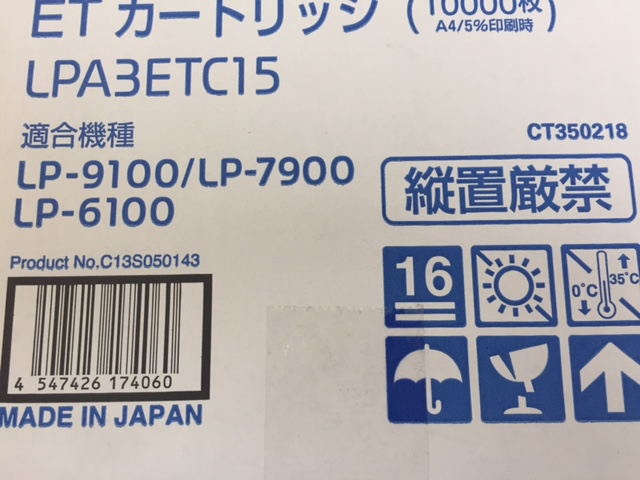 ETカートリッジ (10000枚
A4/5%印刷時)
LPA3ETC15
適合機種
CT350218
LP-9100/LP-7900
LP-6100
縦置厳禁
Product No.C13S050143
16
0℃ 35℃
4 547426 174060
MADE IN JAPAN